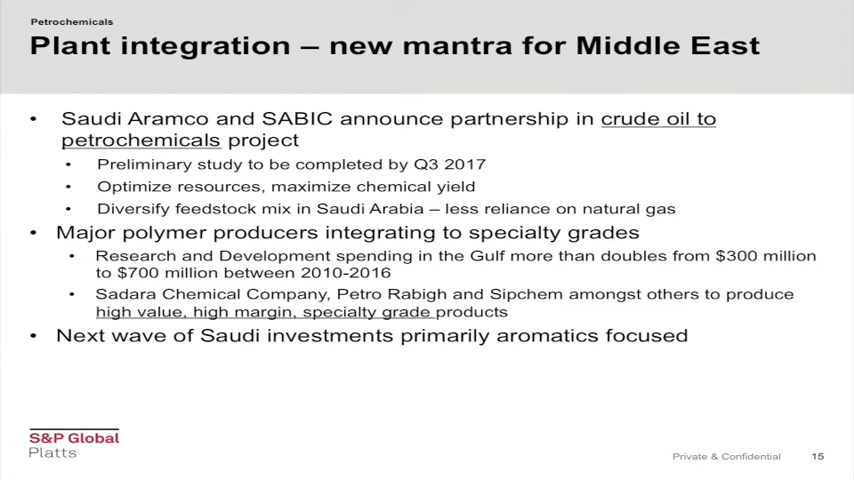 Petrochemicals
Plant integration – new mantra for Middle East
• Saudi Aramco and SABIC announce partnership in crude oil to
petrochemicals project
• Preliminary study to be completed by Q3 2017
• Optimize resources, maximize chemical yield
• Diversify feedstock mix in Saudi Arabia – less reliance on natural gas
• Major polymer producers integrating to specialty grades
• Research and Development spending in the Gulf more than doubles from $300 million
to $700 million between 2010-2016
• Sadara Chemical Company, Petro Rabigh and Sipchem amongst others to produce
high value, high margin, specialty grade products
• Next wave of Saudi investments primarily aromatics focused
S&P Global
Platts
Private & Confidential 15